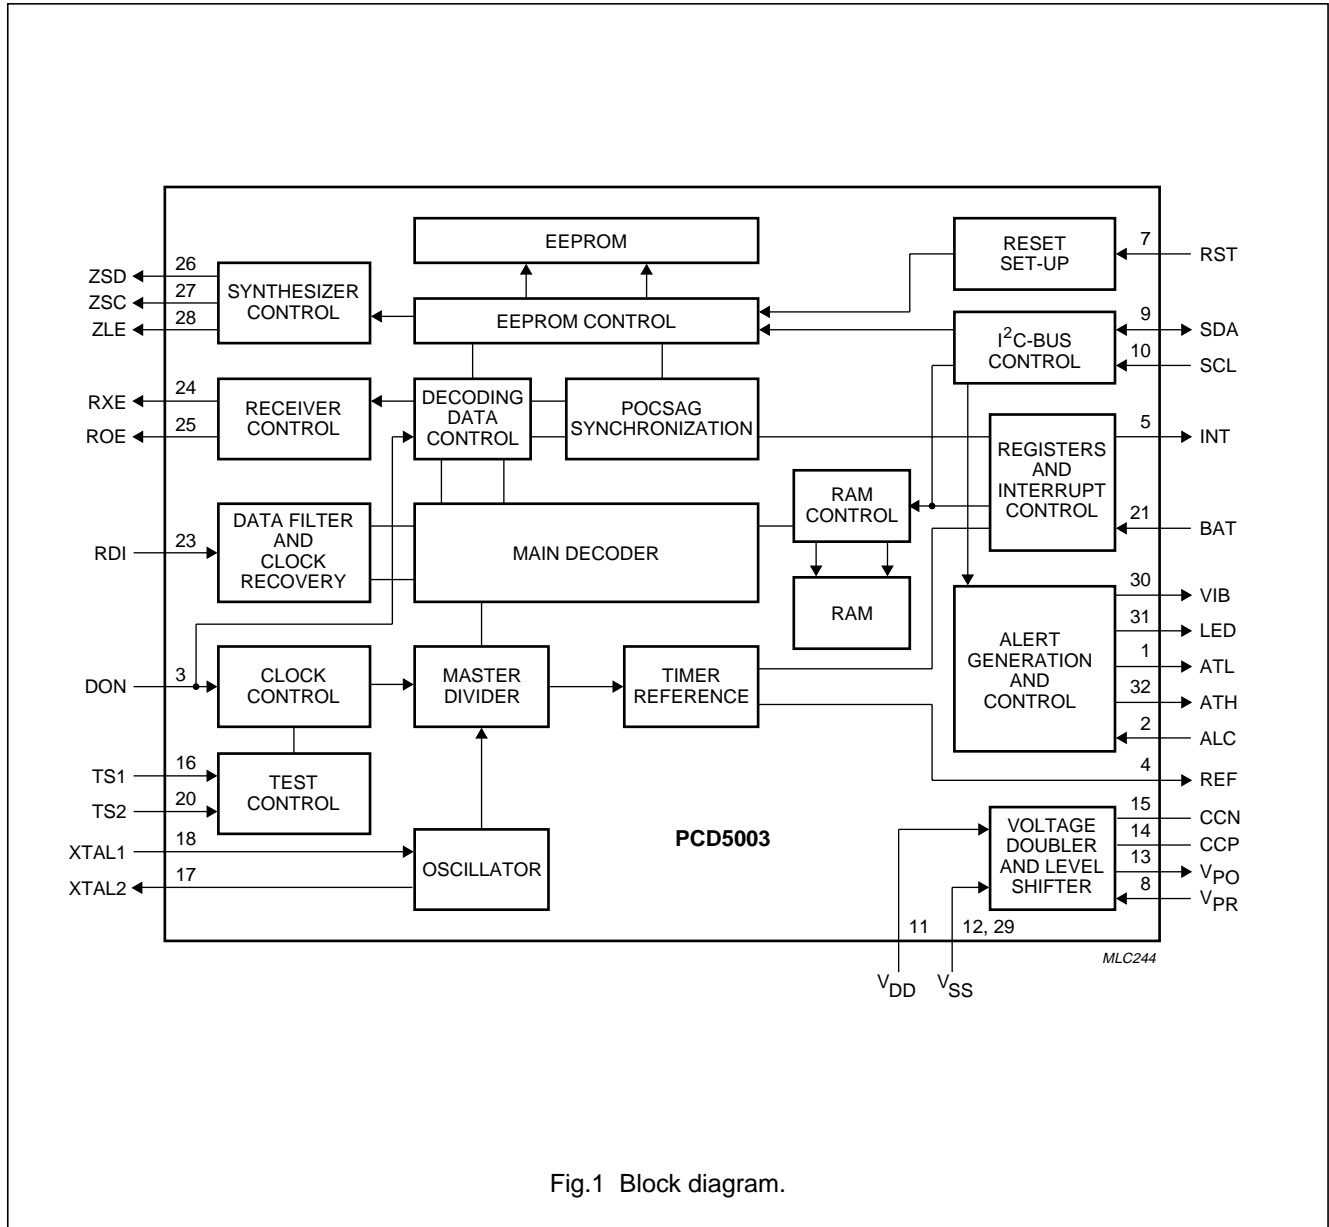 EEPROM
RESET
SET-UP
7
RST
ZSD
26
ZSC
27
ZLE
28
SYNTHESIZER
CONTROL
EEPROM CONTROL
I²C-BUS
CONTROL
9
SDA
10
SCL
RXE
24
ROE
25
RECEIVER
CONTROL
DECODING
DATA
CONTROL
POCSAG
SYNCHRONIZATION
REGISTERS
AND
INTERRUPT
CONTROL
5
INT
21
BAT
RDI
23
DATA FILTER
AND
CLOCK
RECOVERY
MAIN DECODER
RAM
CONTROL
RAM
ALERT
GENERATION
AND
CONTROL
30
VIB
31
LED
1
ATL
32
ATH
2
ALC
4
REF
DON
3
CLOCK
CONTROL
MASTER
DIVIDER
TIMER
REFERENCE
TS1
16
TS2
20
TEST
CONTROL
XTAL1
18
XTAL2
17
OSCILLATOR
PCD5003
VOLTAGE
DOUBLER
AND LEVEL
SHIFTER
15
CCN
14
CCP
13
VPO
8
VPR
11
12, 29
VDD
VSS
MLC244
Fig.1 Block diagram.